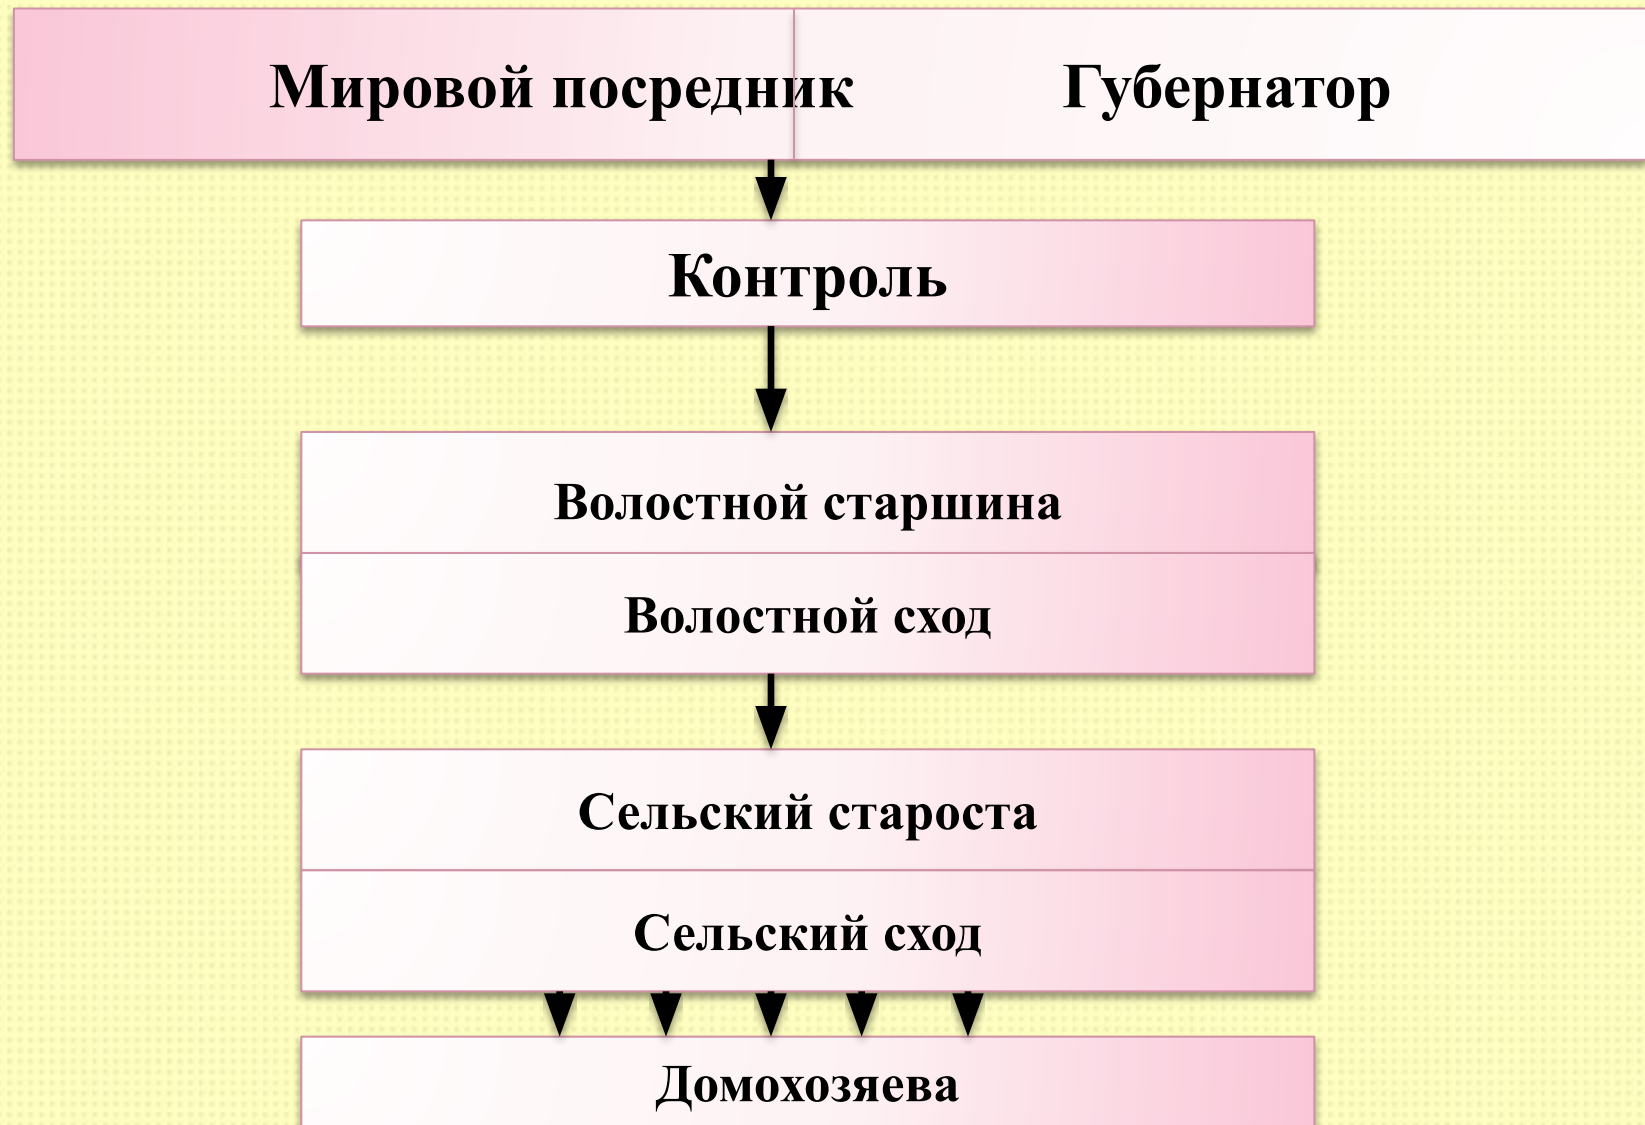 Мировой посредник Губернатор
Контроль
Волостной старшина
Волостной сход
Сельский староста
Сельский сход
Домохозяева